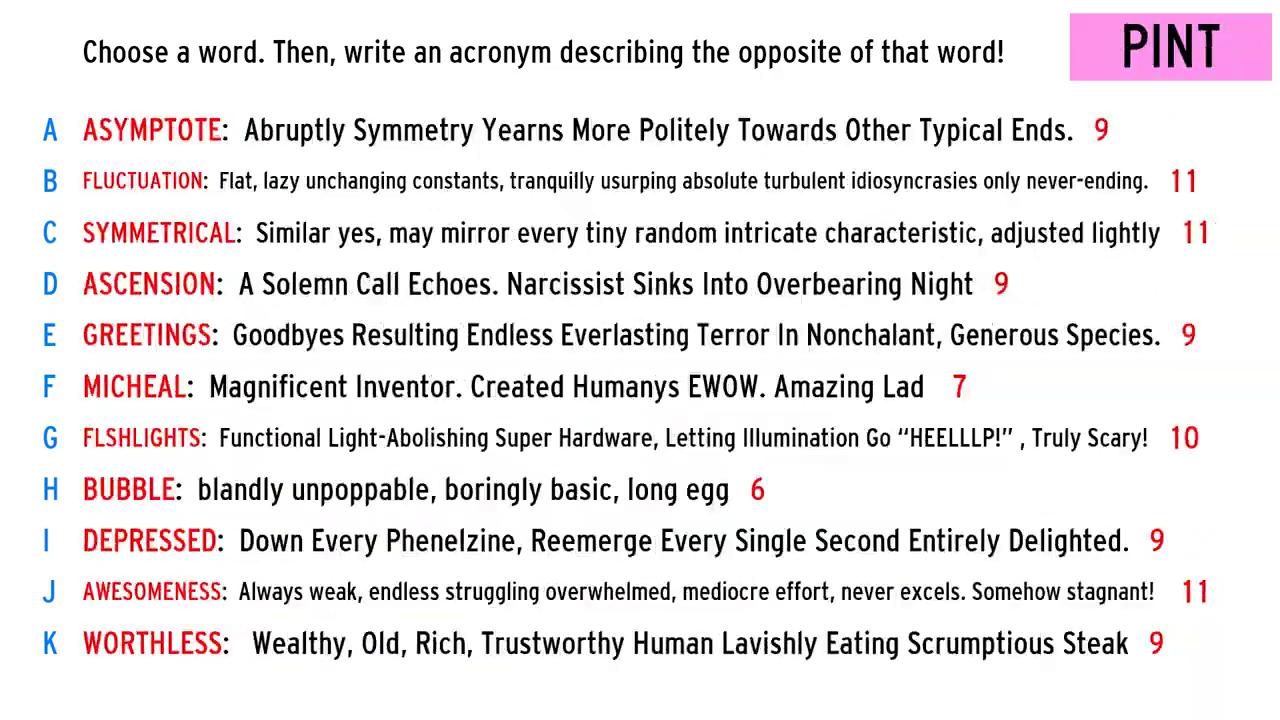 Choose a word. Then, write an acronym describing the opposite of that word!
PINT
A ASYMPTOTE: Abruptly Symmetry Yearns More Politely Towards Other Typical Ends. 9
B FLUCTUATION: Flat, lazy unchanging constants, tranquilly usurping absolute turbulent idiosyncrasies only never-ending. 11
C SYMMETRICAL: Similar yes, may mirror every tiny random intricate characteristic, adjusted lightly 11
D ASCENSION: A Solemn Call Echoes. Narcissist Sinks Into Overbearing Night 9
E GREETINGS: Goodbyes Resulting Endless Everlasting Terror In Nonchalant, Generous Species. 9
F MICHEAL: Magnificent Inventor. Created Humanys EWOW. Amazing Lad 7
G FLSHLIGHTS: Functional Light-Abolishing Super Hardware, Letting Illumination Go “HEELLLP!” , Truly Scary! 10
H BUBBLE: blandly unpoppable, boringly basic, long egg 6
I DEPRESSED: Down Every Phenelzine, Reemerge Every Single Second Entirely Delighted. 9
J AWESOMENESS: Always weak, endless struggling overwhelmed, mediocre effort, never excels. Somehow stagnant! 11
K WORTHLESS: Wealthy, Old, Rich, Trustworthy Human Lavishly Eating Scrumptious Steak 9